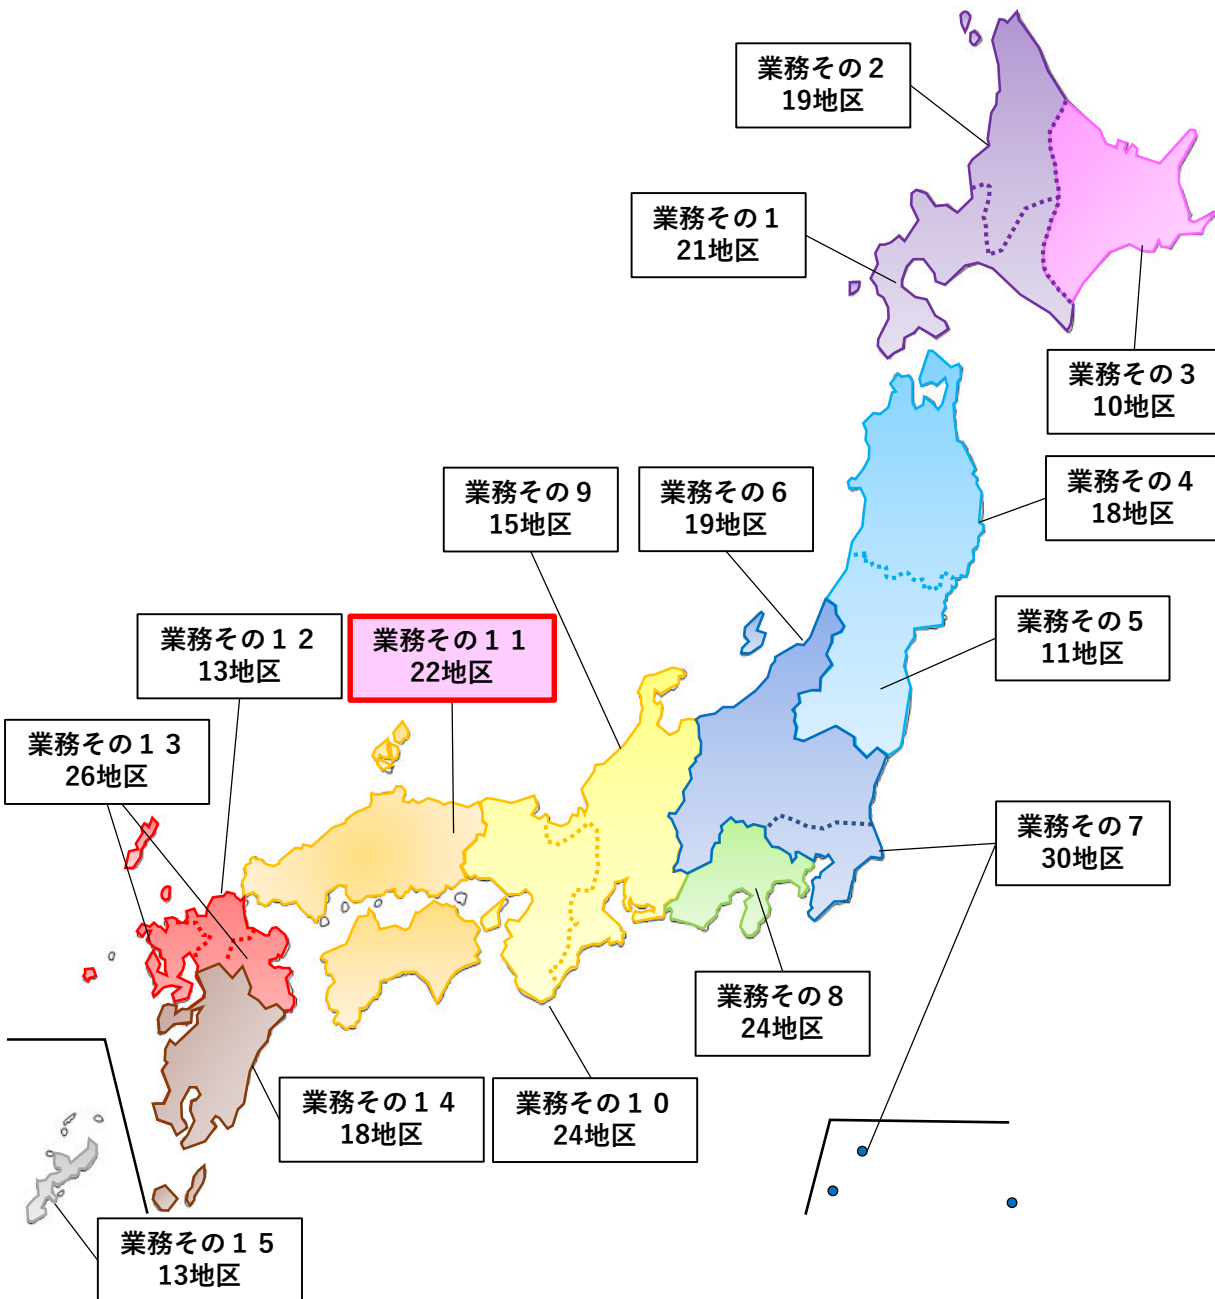 業務その２
19地区
業務その１
21地区
業務その３
10地区
業務その９
15地区
業務その６
19地区
業務その４
18地区
業務その１２
13地区
業務その１１
22地区
業務その５
11地区
業務その１３
26地区
業務その７
30地区
業務その８
24地区
業務その１４
18地区
業務その１０
24地区
業務その１５
13地区